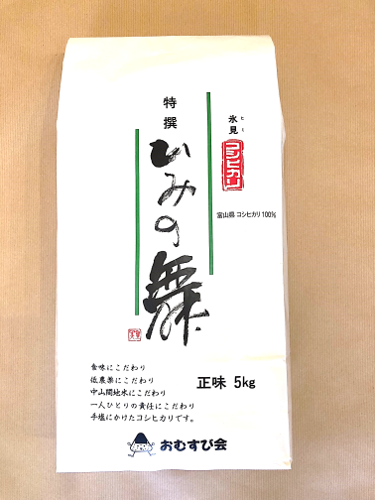 氷見
ひみ
コシヒカリ
富山県 コシヒカリ100%
特撰
ひみの舞
食味にこだわり
低農薬にこだわり
中山間地水にこだわり
一人ひとりの責任にこだわり
手塩にかけたコシヒカリです。
正味 5kg
おむすび会